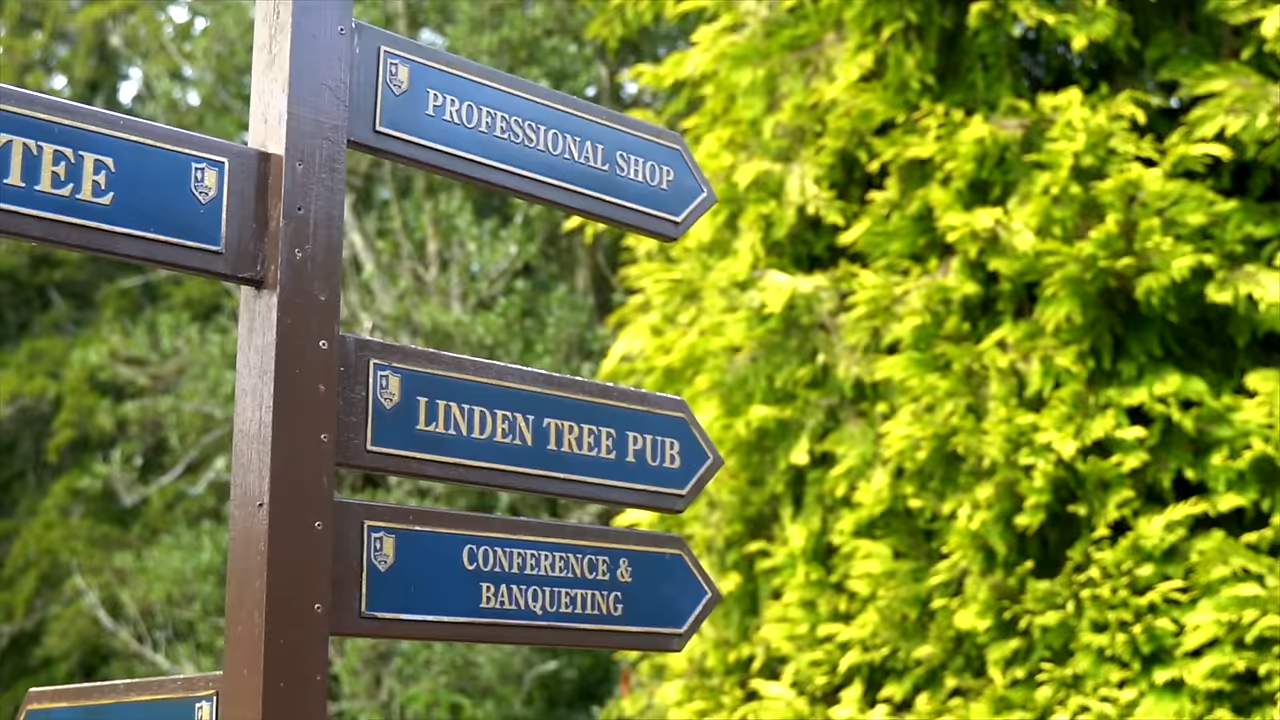 PROFESSIONAL SHOP
TEE
LINDEN TREE PUB
CONFERENCE &
BANQUETING